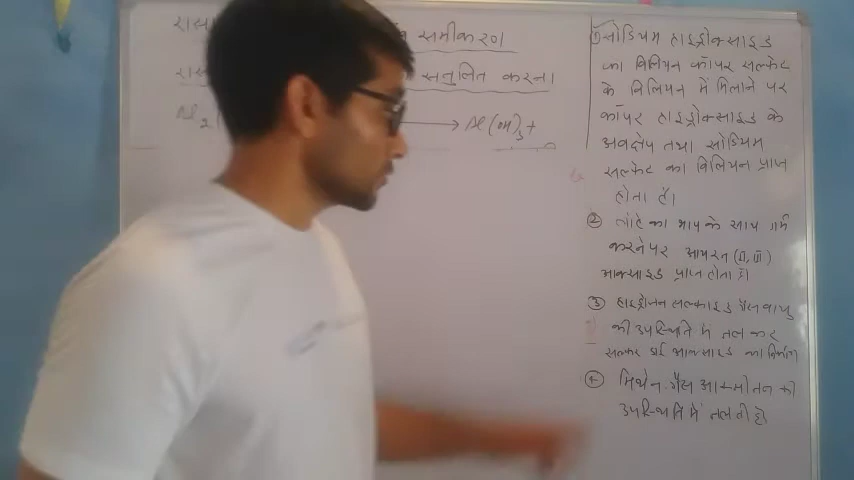 रासा
समीकरण
रास
संतुलित करना
Al2(
⟶ Al(OH)3+
① सोडियम हाइड्रोक्साइड
का विलियन कॉपर सल्फेट
के विलियन में मिलाने पर
कॉपर हाइड्रोक्साइड के
अवक्षेप तथा सोडियम
सल्फेट का विलियन प्राप्त
होता है।
② लोहे का भाप के साथ गर्म
करने पर आयरन (II, III)
आक्साइड प्राप्त होता है।
③ हाइड्रोजन सल्फाइड गैस वायु
की उपस्थिति में जल कर
सल्फर डाई आक्साइड का निर्माण
④ मिथेन गैस आक्सीजन की
उपस्थिति में जलती है